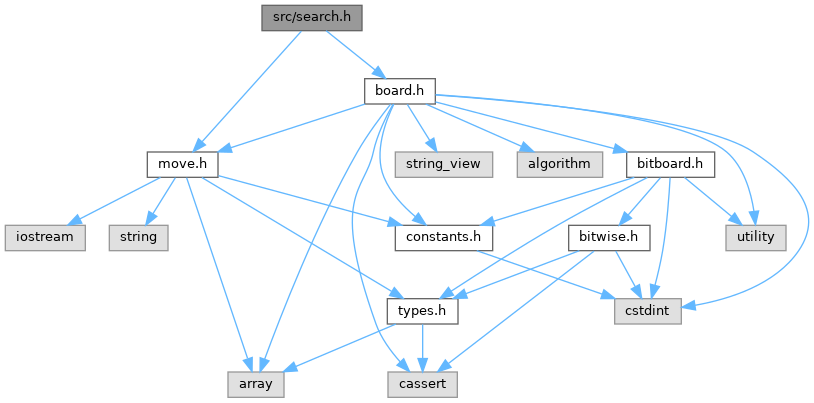 src/search.h
board.h
move.h
string_view
algorithm
bitboard.h
iostream
string
constants.h
bitwise.h
utility
types.h
cstdint
array
cassert